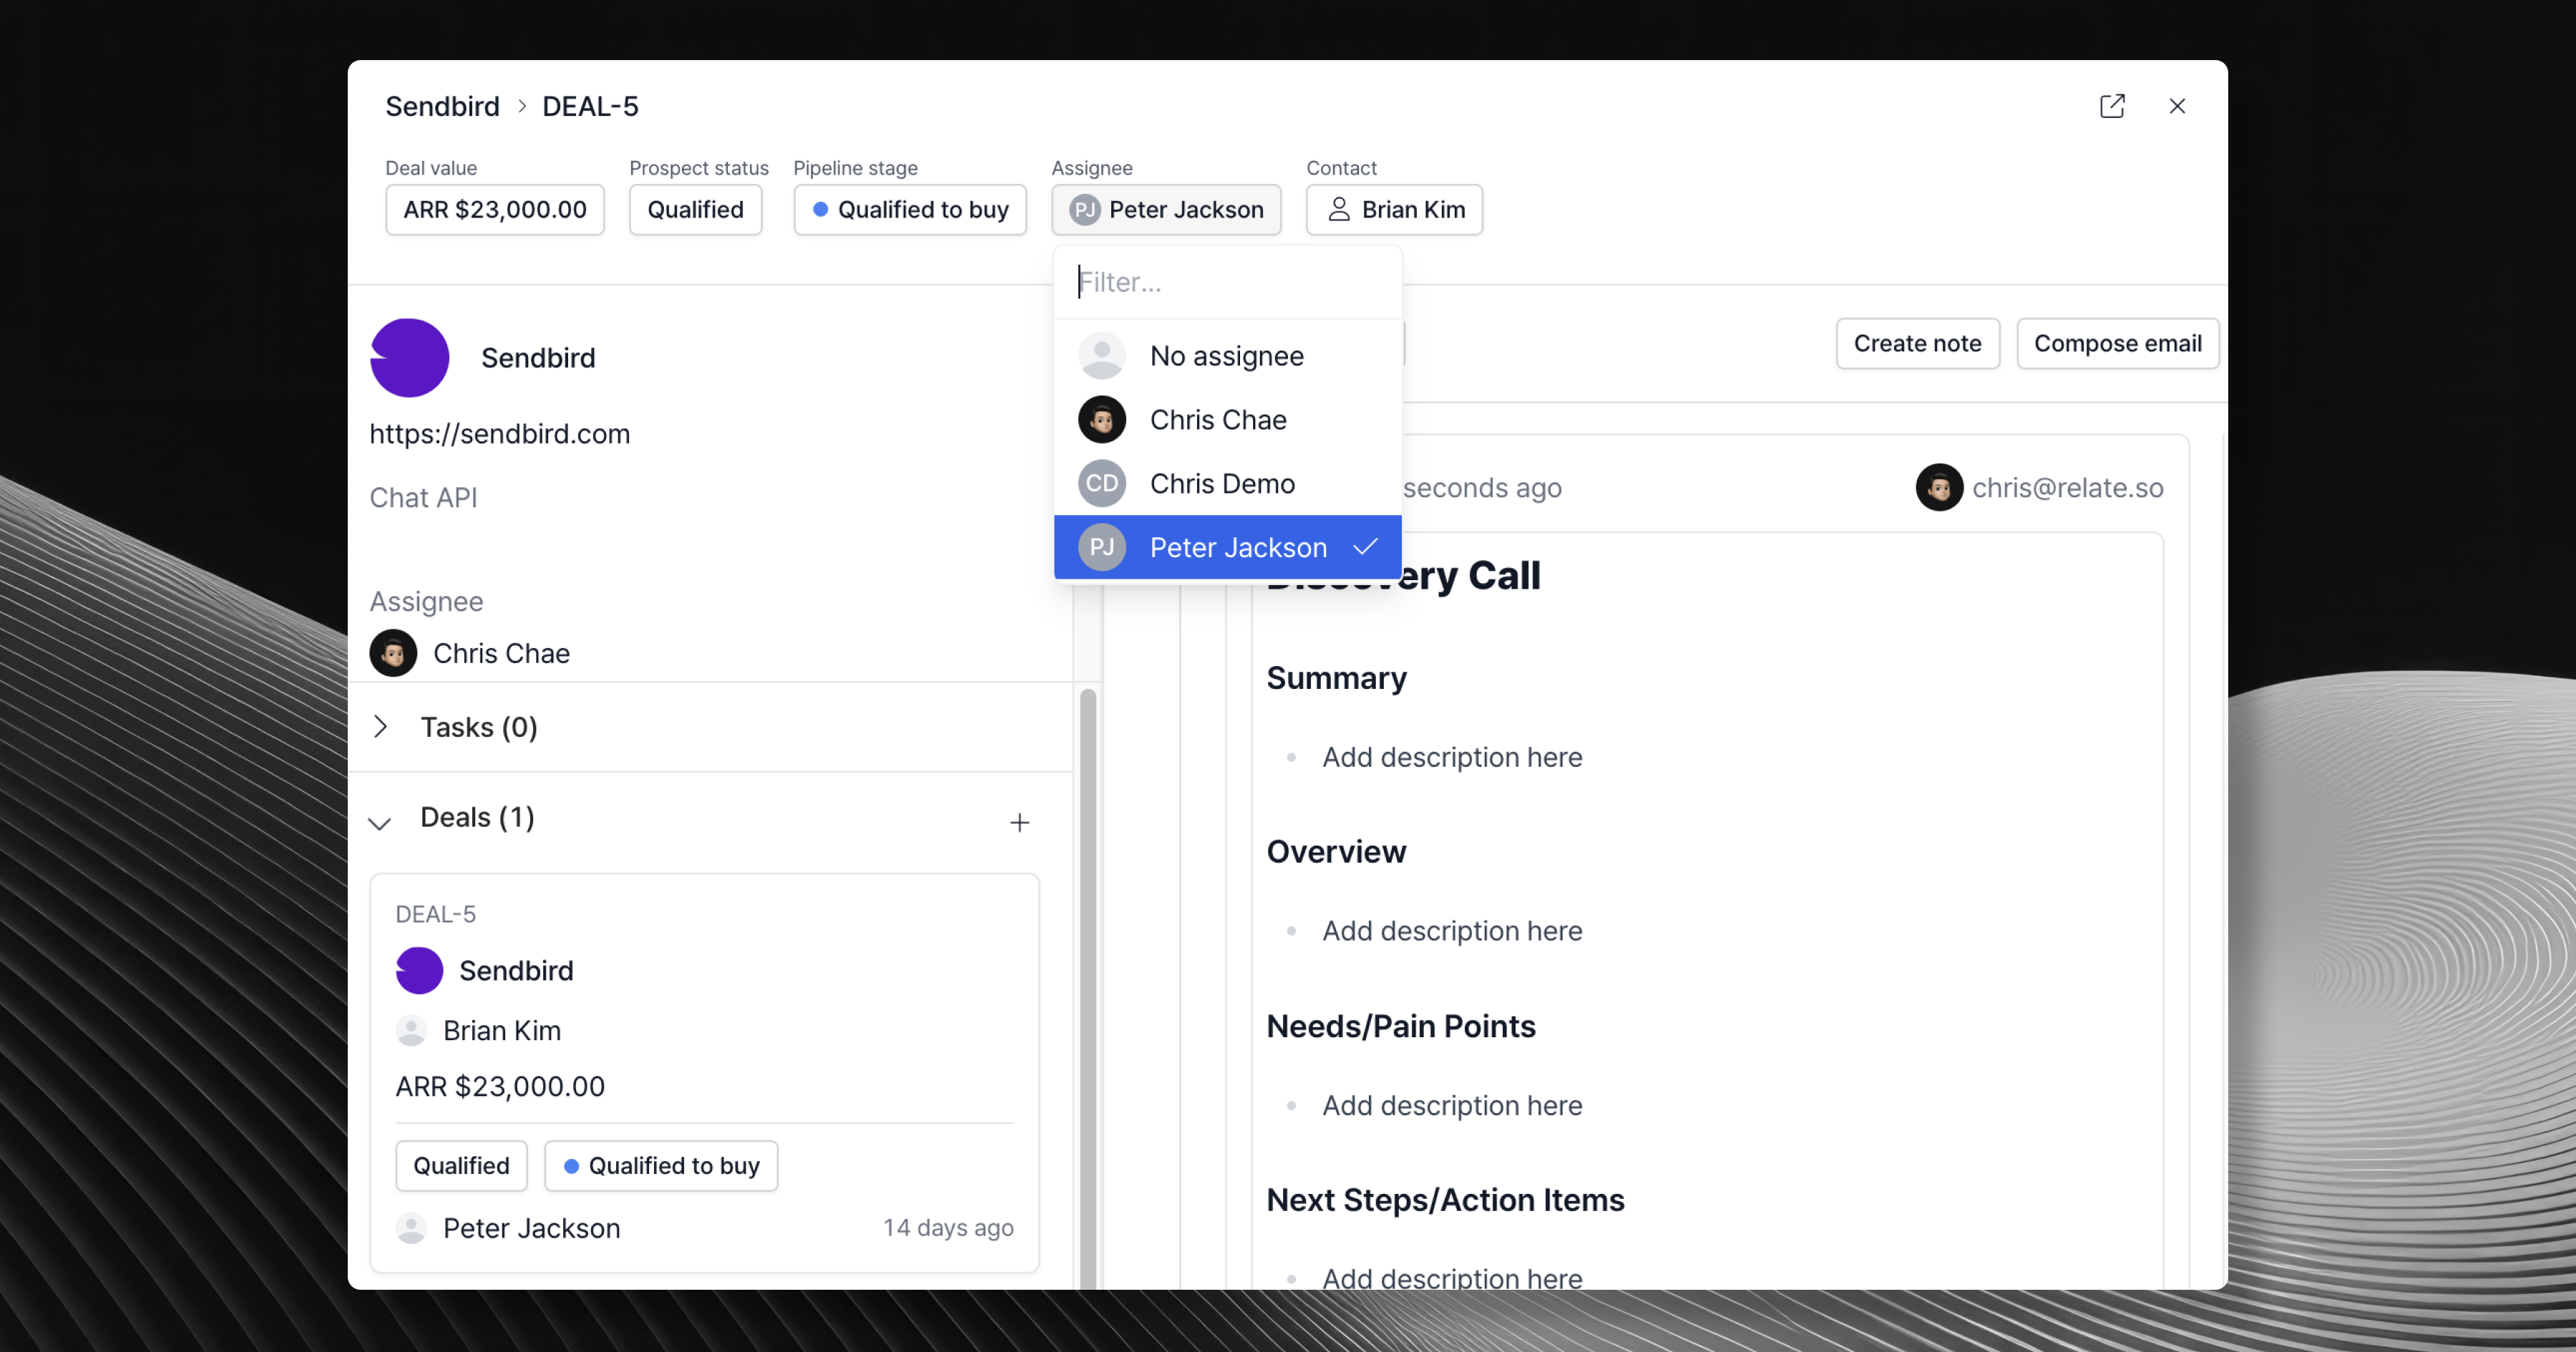 Sendbird > DEAL-5
Deal value
Prospect status
Pipeline stage
Assignee
Contact
ARR $23,000.00
Qualified
Qualified to buy
PJ Peter Jackson
Brian Kim
Filter...
No assignee
Chris Chae
CD Chris Demo
PJ Peter Jackson
Sendbird
https://sendbird.com
Chat API
Assignee
Chris Chae
Tasks (0)
Deals (1)
DEAL-5
Sendbird
Brian Kim
ARR $23,000.00
Qualified
Qualified to buy
Peter Jackson
14 days ago
Create note
Compose email
seconds ago
chris@relate.so
Discovery Call
Summary
• Add description here
Overview
• Add description here
Needs/Pain Points
• Add description here
Next Steps/Action Items
• Add description here